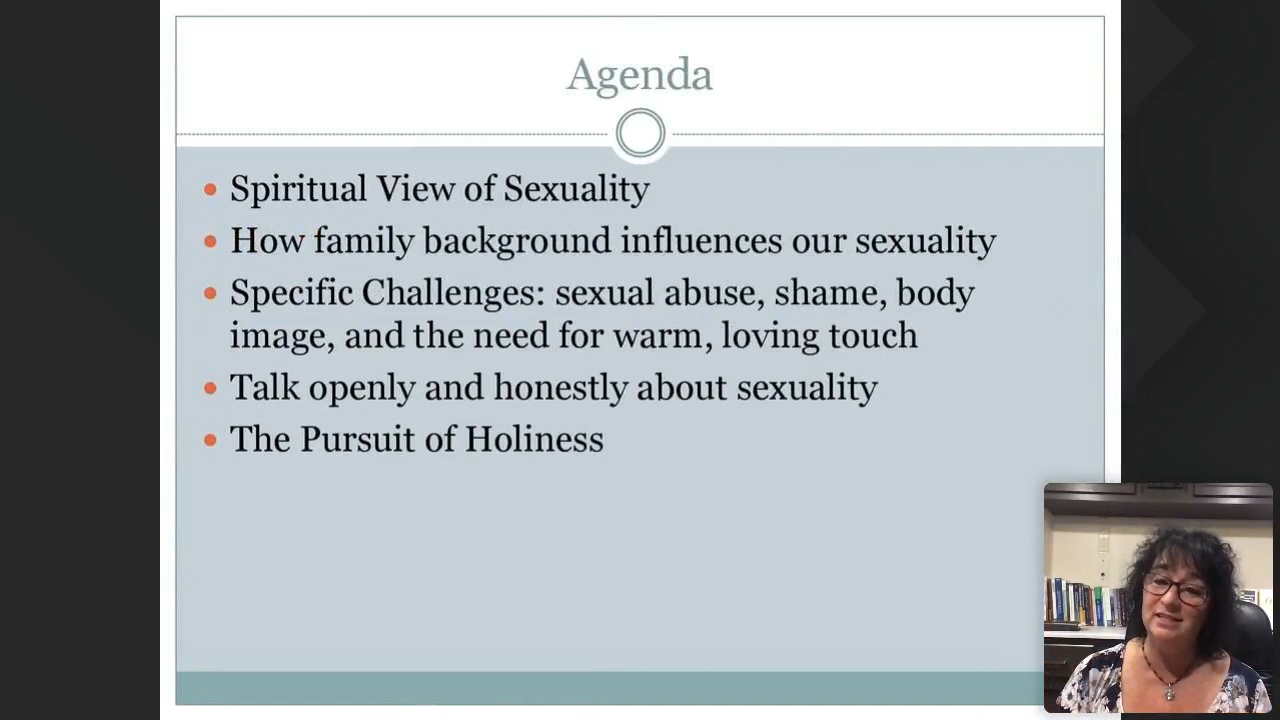 Agenda
Spiritual View of Sexuality
How family background influences our sexuality
Specific Challenges: sexual abuse, shame, body
image, and the need for warm, loving touch
Talk openly and honestly about sexuality
The Pursuit of Holiness